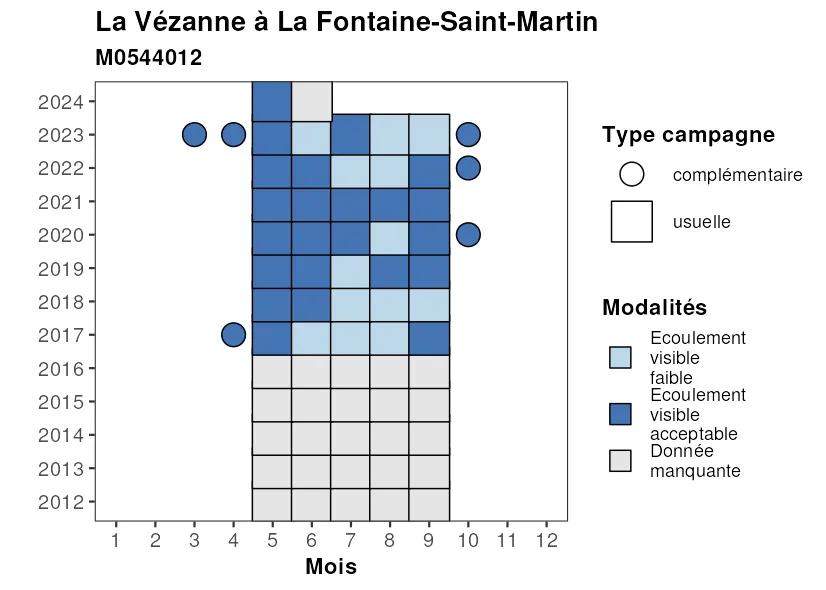 La Vézanne à La Fontaine-Saint-Martin
M0544012
2024
2023
2022
2021
2020
2019
2018
2017
2016
2015
2014
2013
2012
1 2 3 4 5 6 7 8 9 10 11 12
Mois
Type campagne
complémentaire
usuelle
Modalités
Ecoulement
visible
faible
Ecoulement
visible
acceptable
Donnée
manquante